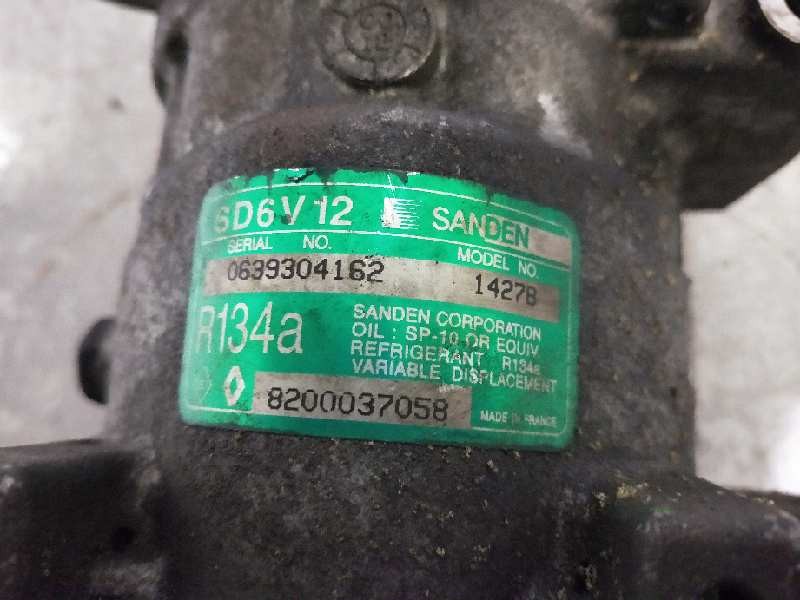 SD6V12 SANDEN
SERIAL NO. MODEL NO.
0639304162 1427B
R134a
SANDEN CORPORATION
OIL : SP-10 OR EQUIV
REFRIGERANT R134a
VARIABLE DISPLACEMENT
8200037058
MADE IN FRANCE